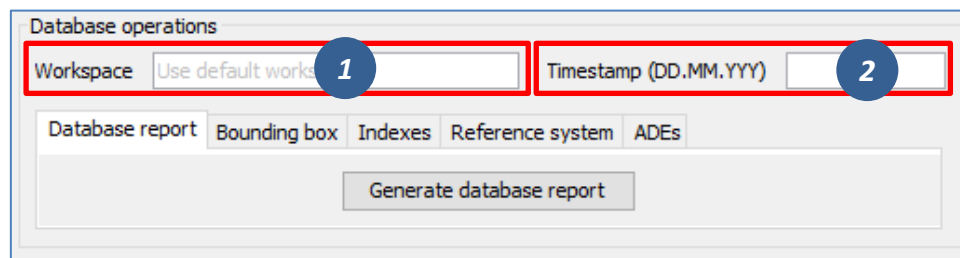 Database operations
Workspace Use default works 1 Timestamp (DD.MM.YYY) 2
Database report Bounding box Indexes Reference system ADEs
Generate database report